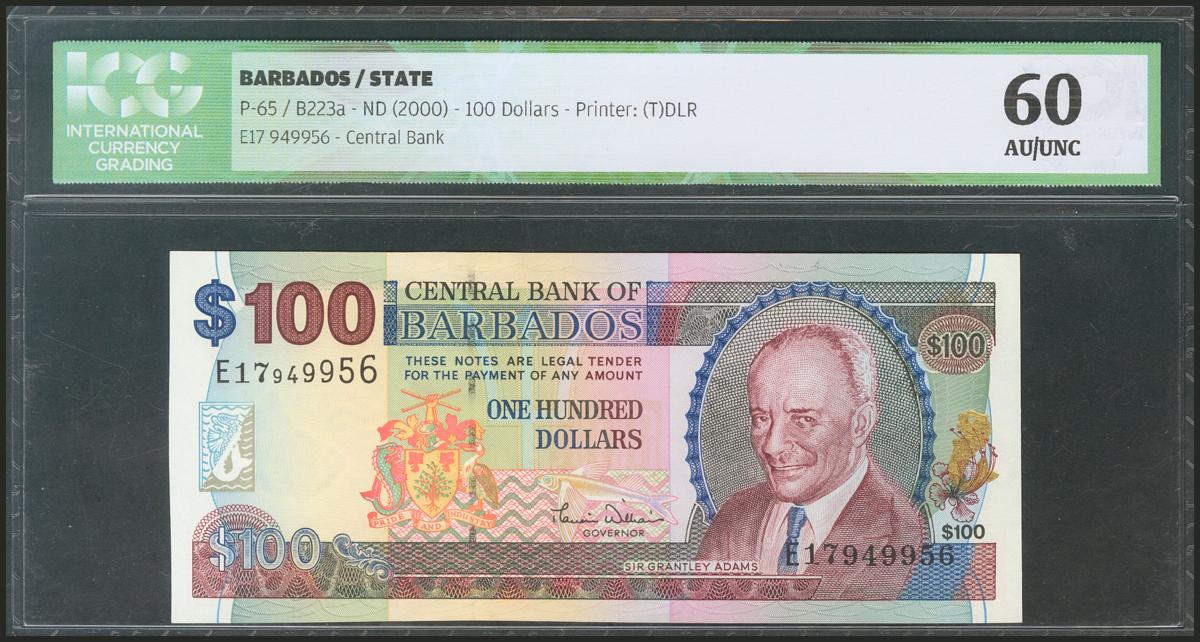 ICG
INTERNATIONAL
CURRENCY
GRADING
BARBADOS / STATE
P-65 / B223a - ND (2000) - 100 Dollars - Printer: (T)DLR
E17 949956 - Central Bank
60
AU/UNC
$100
CENTRAL BANK OF
BARBADOS
THESE NOTES ARE LEGAL TENDER
FOR THE PAYMENT OF ANY AMOUNT
E17949956
ONE HUNDRED
DOLLARS
$100
PRIDE AND INDUSTRY
GOVERNOR
$100
SIR GRANTLEY ADAMS
$100
E17949956